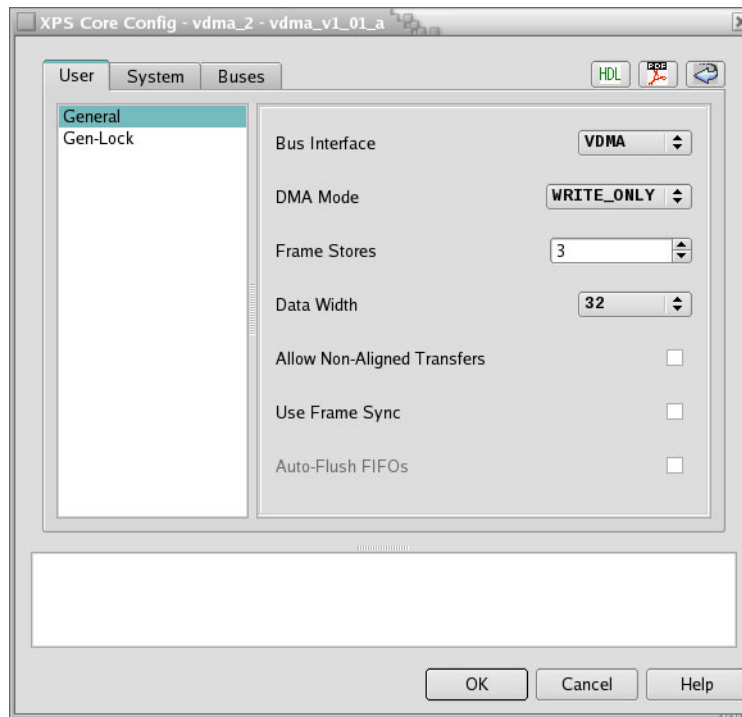 XPS Core Config - vdma_2 - vdma_v1_01_a
User System Buses HDL PDF
General
Gen-Lock
Bus Interface VDMA
DMA Mode WRITE_ONLY
Frame Stores 3
Data Width 32
Allow Non-Aligned Transfers
Use Frame Sync
Auto-Flush FIFOs
OK Cancel Help